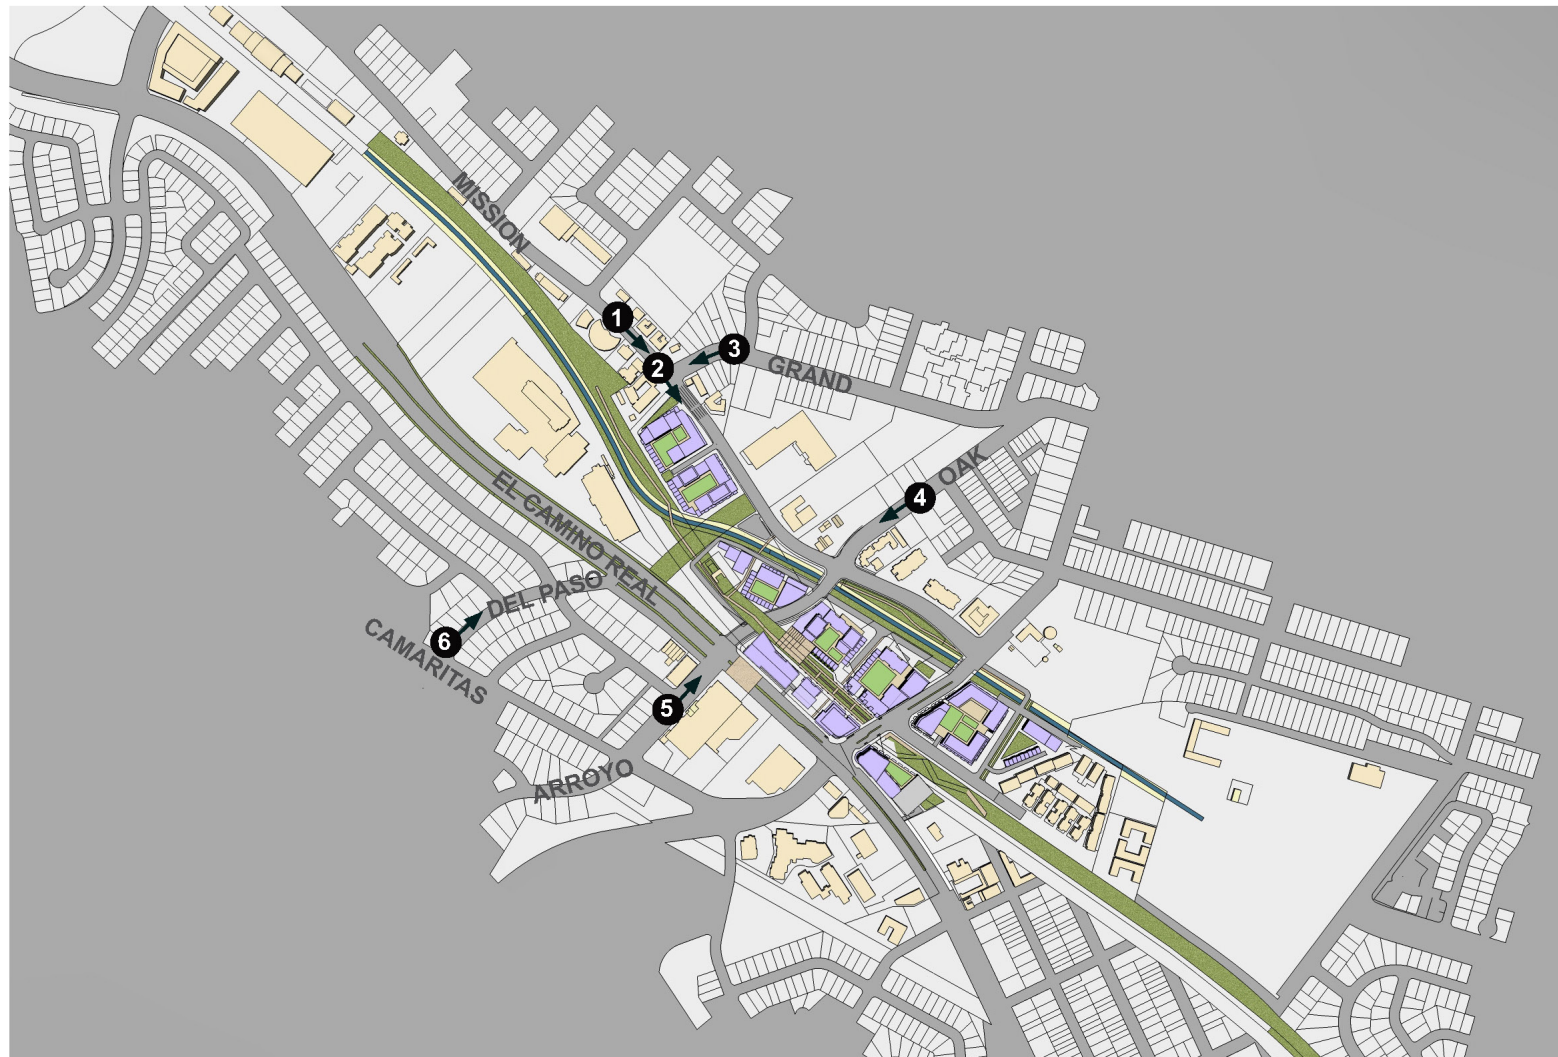 MISSION
1
2
3
GRAND
OAK
4
EL CAMINO REAL
DEL PASO
6
CAMARITAS
5
ARROYO